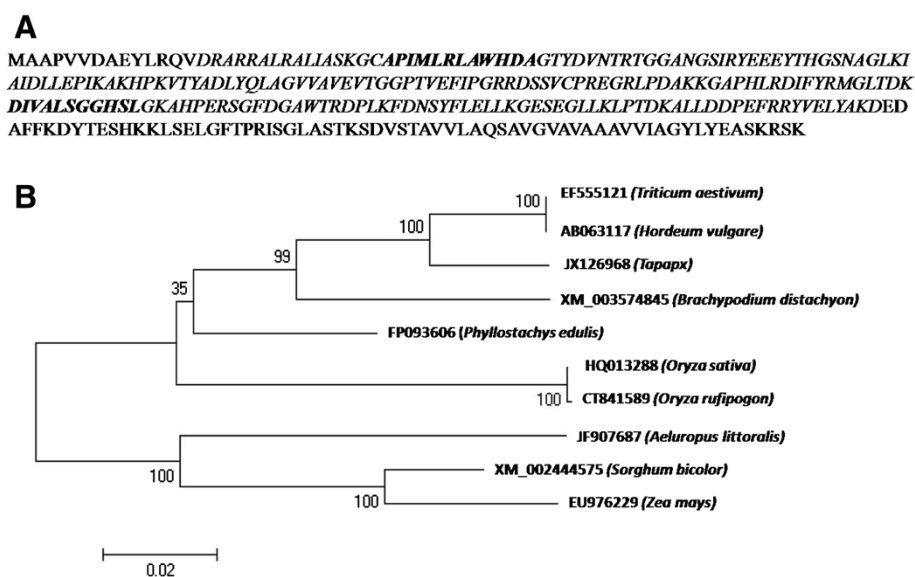 A
MAAPVVDAEYLRQVDRARRALRALIASKGCAPIMLRLAWHDAGTYDVNTRTGGANGSIRYEEEYTHGSNAGLKI
AIDLLEPIKAKHPKVTYADLYQLAGVVAVEVTGGPTVEFIPGRRDSSVCPREGRLPDAKKGAPHLRDIFYRMGLTDK
DIVALSGGHSLGKAHPERSGFDGAWTRDPLKFDNSYFLELLKGESEGLLKLPTDKALLDDPEFRRYVELYAKDED
AFFKDYTESHKKLSELGFTPRISGLASTKSDVSTAVVLAQSAVGVAVAAAVVIAGYLYEASKRSK
B
100 EF555121 (Triticum aestivum)
100 AB063117 (Hordeum vulgare)
99 JX126968 (Tapapx)
35 XM_003574845 (Brachypodium distachyon)
FP093606 (Phyllostachys edulis)
HQ013288 (Oryza sativa)
100 CT841589 (Oryza rufipogon)
JF907687 (Aeluropus littoralis)
100 XM_002444575 (Sorghum bicolor)
100 EU976229 (Zea mays)
0.02